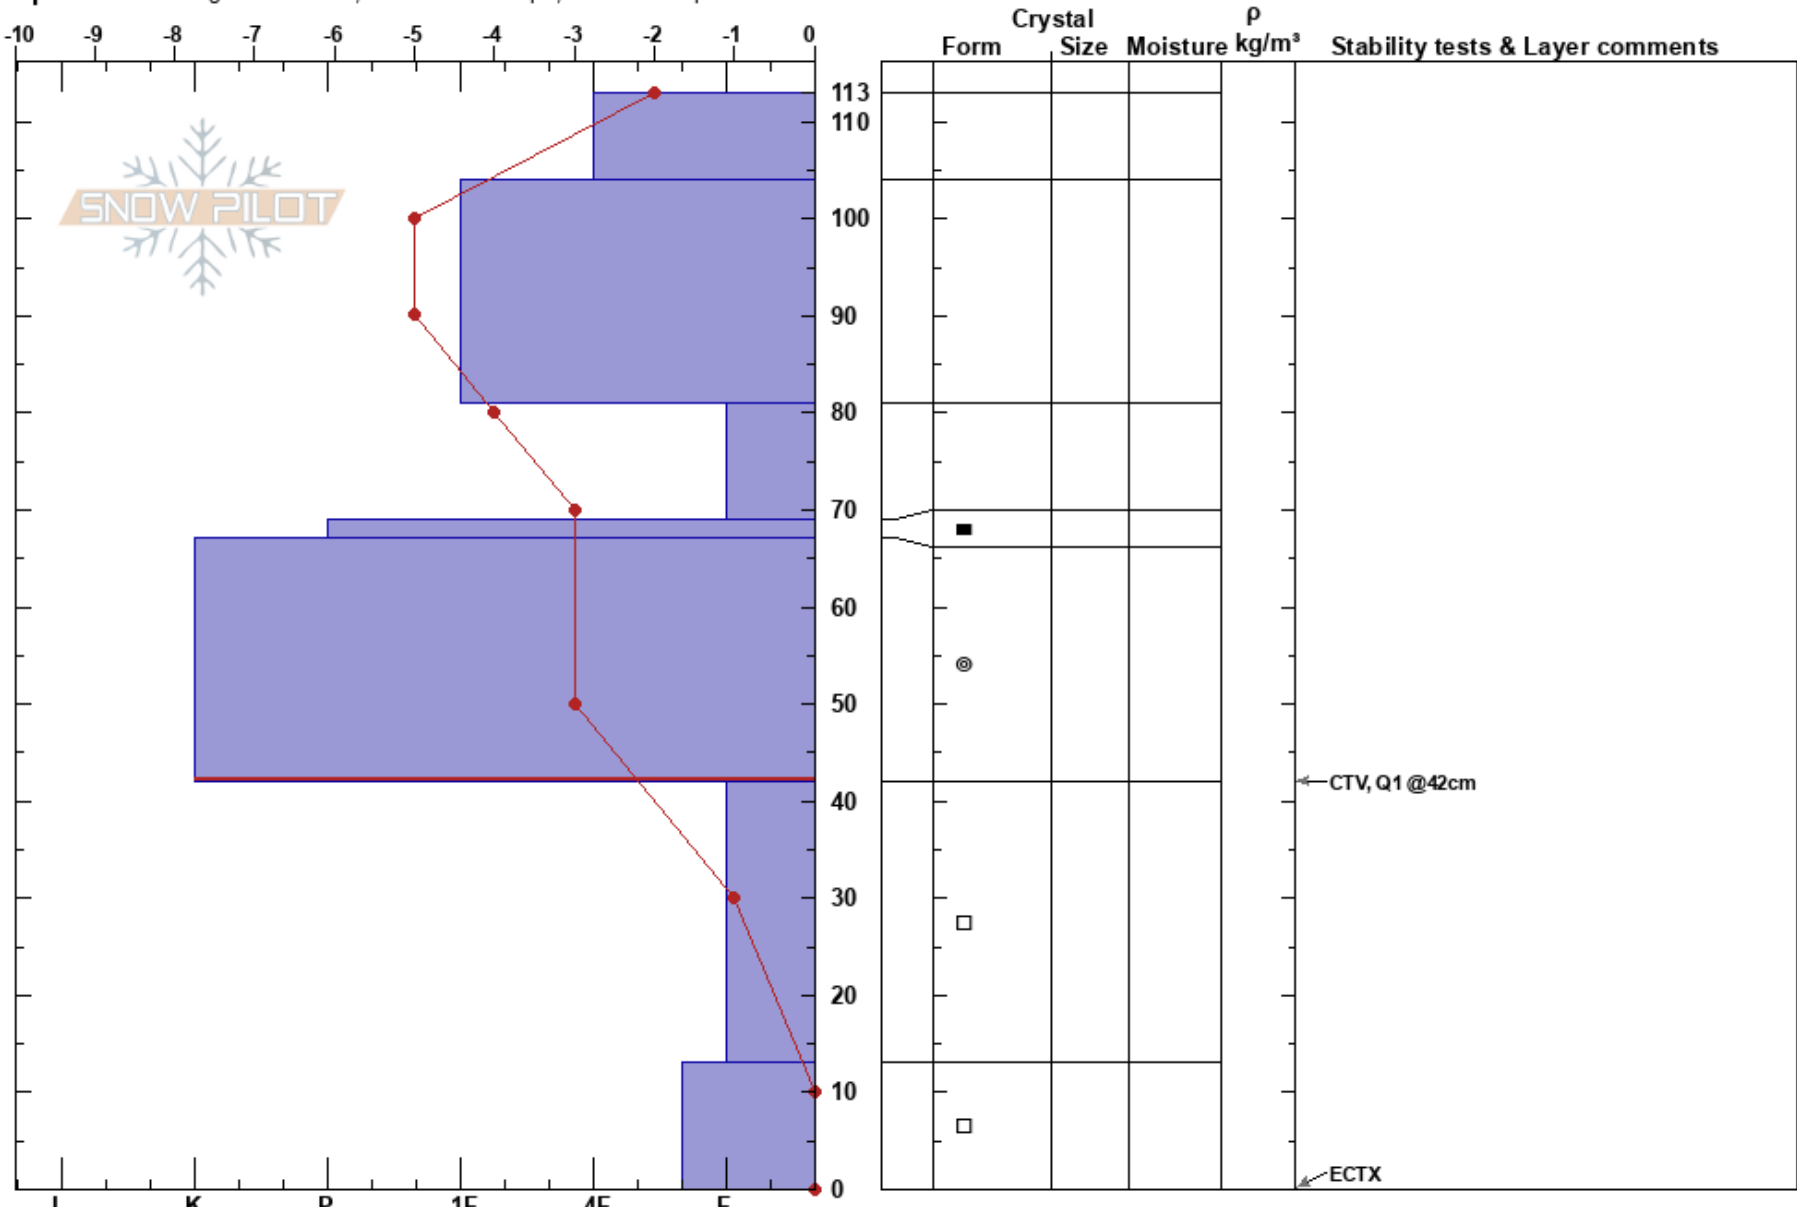 -10 -9 -8 -7 -6 -5 -4 -3 -2 -1 0
Crystal
Form Size Moisture ρ kg/m³ Stability tests & Layer comments
SNOW PILOT
113
110
100
90
80
70
60
50
40
CTV, Q1 @42cm
30
20
10
ECTX
0
K 1F 4F F